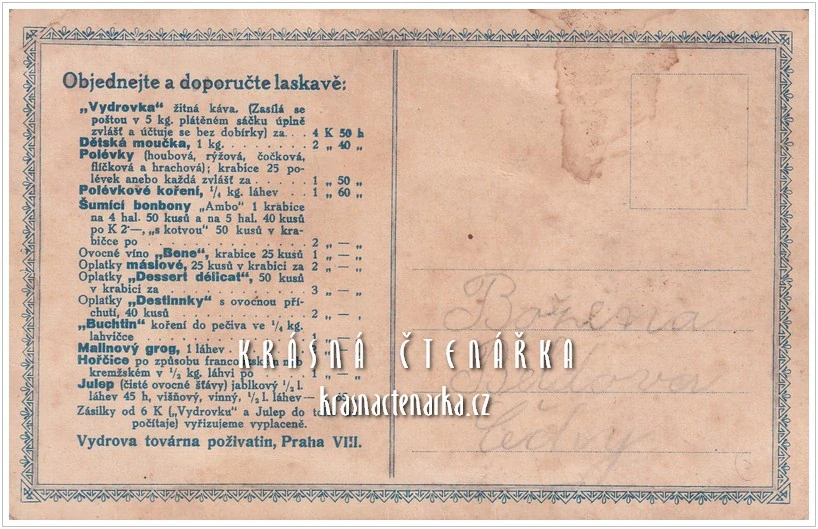 Objednejte a doporučte laskavě:
„Vydrovka" žitná káva. (Zasílá se
poštou v 5 kg. plátěném sáčku úplně
zvlášť a účtuje se bez dobírky) za . . . 4 K 50 h
Dětská moučka, 1 kg. . . . . . . . 2 „ 40 „
Polévky (houbová, rýžová, čočková,
flíčková a hrachová); krabice 25 po-
lévek anebo každá zvlášť za . . . . . 1 „ 50 „
Polévkové koření, 1/4 kg. láhev . . 1 „ 60 „
Šumící bonbony „Ambo" 1 krabice
na 4 hal. 50 kusů a na 5 hal. 40 kusů
po K 2·—, „s kotvou" 50 kusů v kra-
bičce po . . . . . . . . . . . 2 „ — „
Ovocné víno „Bene", krabice 25 kusů 1 „ — „
Oplatky máslové, 25 kusů v krabici za 2 „ — „
Oplatky „Dessert délicat", 50 kusů
v krabici za . . . . . . . . . . 3 „ — „
Oplatky „Destinnky" s ovocnou pří-
chutí, 40 kusů . . . . . . . . . 2 „ — „
„Buchtin" koření do pečiva ve 1/4 kg.
lahvičce . . . . . . . . . . . 1 — „
Malinový grog, 1 láhev
Hořčice po způsobu
kremžském v 1/2 kg. láhvi po
Julep (čisté ovocné šťávy) jablkový 1/2 l.
láhev 45 h, višňový, vinný, 1/2 l. láhev
Zásilky od 6 K („Vydrovku" a Julep do
počítaje) vyřizujeme vyplaceně.
Vydrova továrna poživatin, Praha VIII.
KRÁSNÁ ČTENÁŘKA
krasnactenarka.cz
Božena